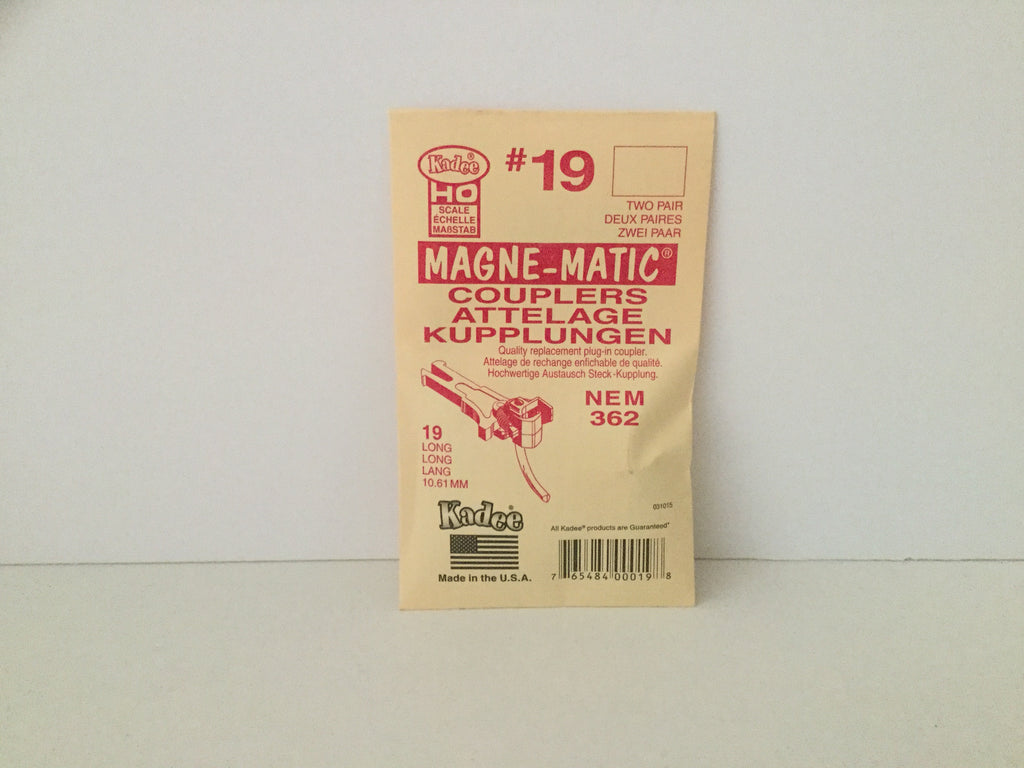 Kadee®
#19
HO
SCALE
ÉCHELLE
MAßSTAB
TWO PAIR
DEUX PAIRES
ZWEI PAAR
MAGNE-MATIC®
COUPLERS
ATTELAGE
KUPPLUNGEN
Quality replacement plug-in coupler.
Attelage de rechange enfichable de qualité.
Hochwertige Austausch Steck-Kupplung.
NEM
362
19
LONG
LONG
LANG
10.61 MM
031015
Kadee®
All Kadee® products are Guaranteed*
Made in the U.S.A.
7 65484 00019 8